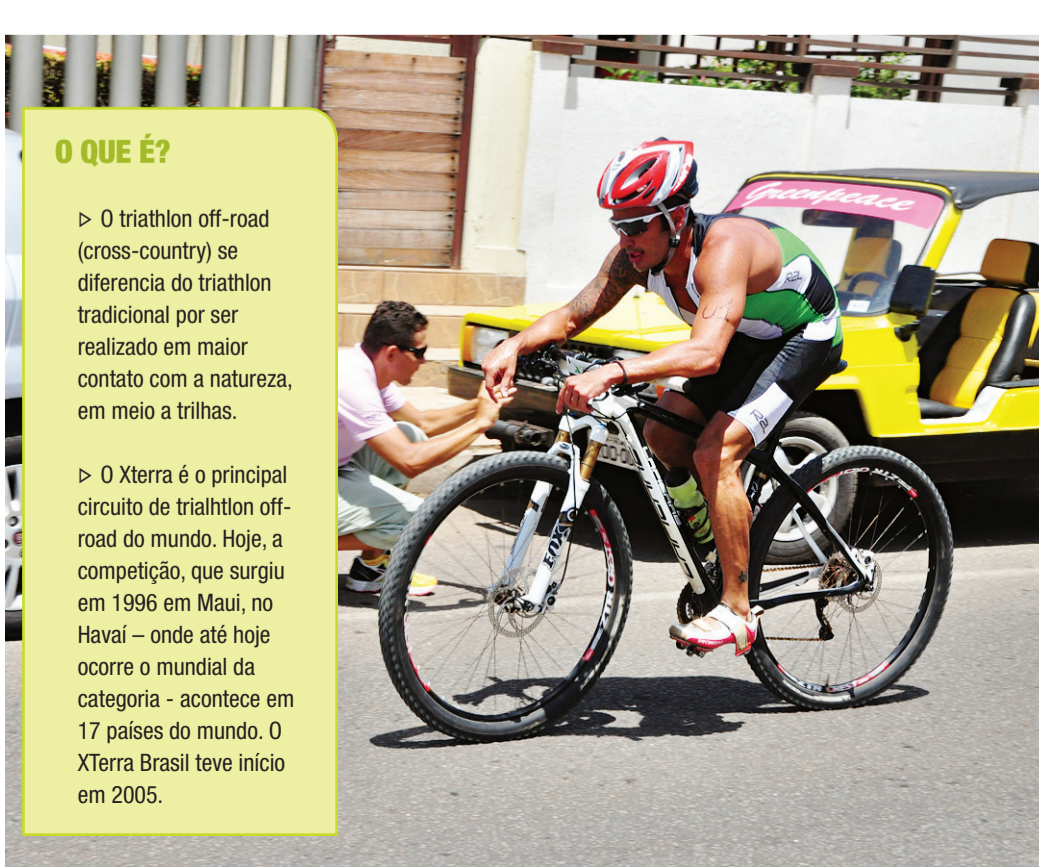 O QUE É?
▷ O triathlon off-road
(cross-country) se
diferencia do triathlon
tradicional por ser
realizado em maior
contato com a natureza,
em meio a trilhas.
▷ O Xterra é o principal
circuito de trialhtlon off-
road do mundo. Hoje, a
competição, que surgiu
em 1996 em Maui, no
Havaí – onde até hoje
ocorre o mundial da
categoria - acontece em
17 países do mundo. O
XTerra Brasil teve início
em 2005.
Greenpeace
FOX